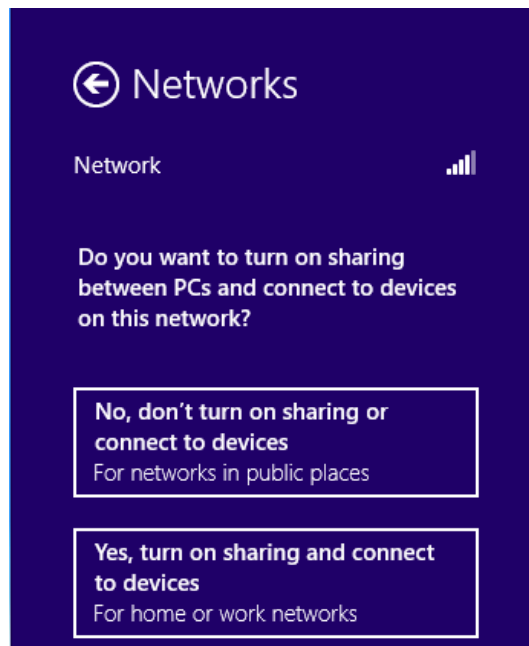 Networks
Network
Do you want to turn on sharing
between PCs and connect to devices
on this network?
No, don’t turn on sharing or
connect to devices
For networks in public places
Yes, turn on sharing and connect
to devices
For home or work networks